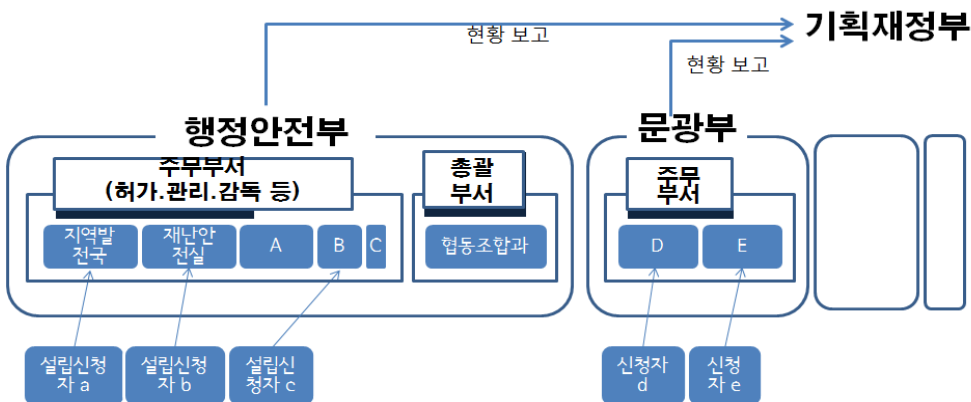 기획재정부
현황 보고
현황 보고
행정안전부
문광부
주무부서
(허가.관리.감독 등)
총괄
부서
주무
부서
지역발
전국
재난안
전실
A
B
C
협동조합과
D
E
설립신청
자 a
설립신청
자 b
설립신
청자 c
신청자
d
신청
자 e